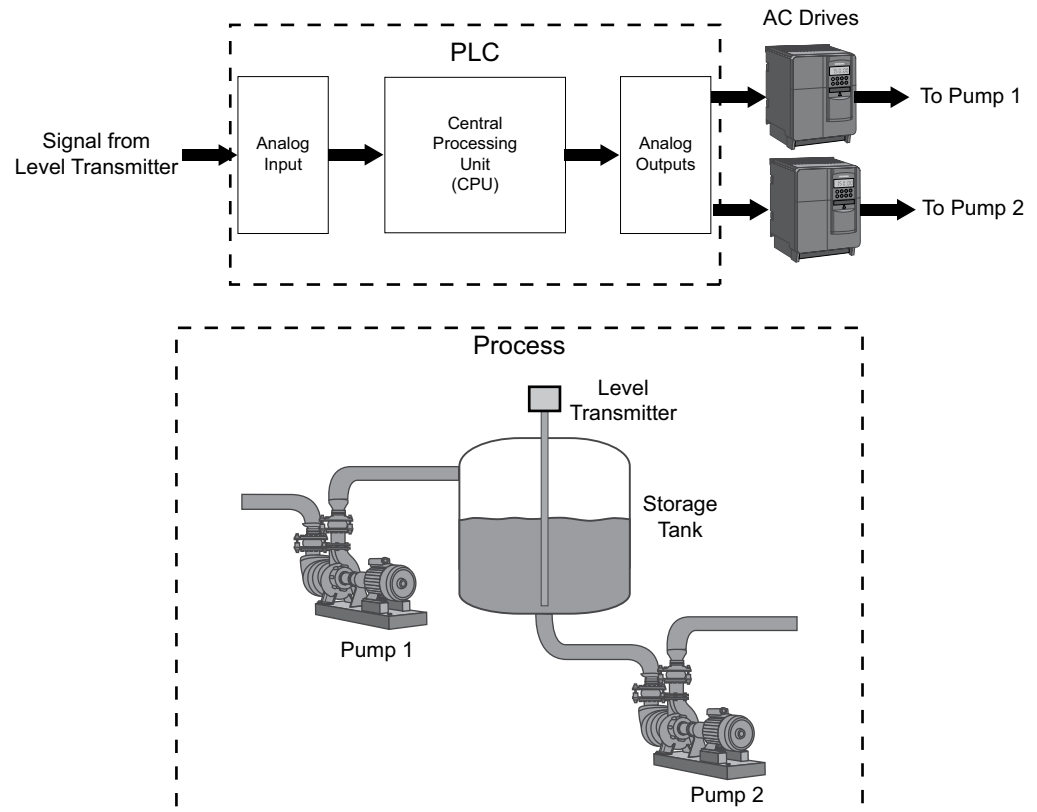 AC Drives
PLC
Signal from
Level Transmitter
Analog
Input
Central
Processing
Unit
(CPU)
Analog
Outputs
To Pump 1
To Pump 2
Process
Level
Transmitter
Storage
Tank
Pump 1
Pump 2